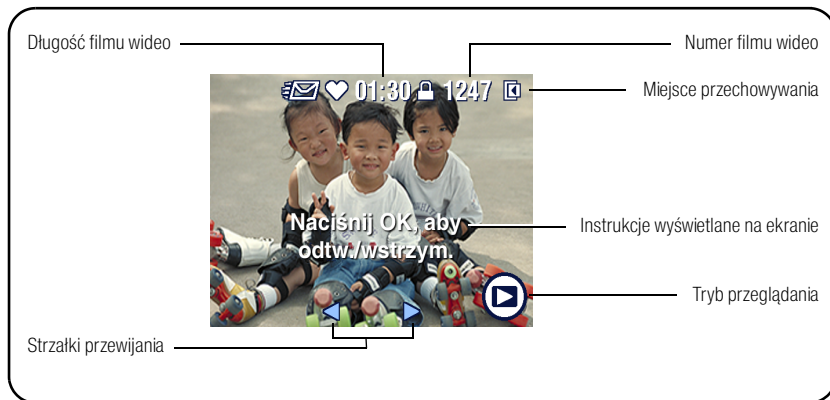 Długość filmu wideo
Numer filmu wideo
01:30 1247
Miejsce przechowywania
Naciśnij OK, aby
odtw./wstrzym.
Instrukcje wyświetlane na ekranie
Tryb przeglądania
Strzałki przewijania